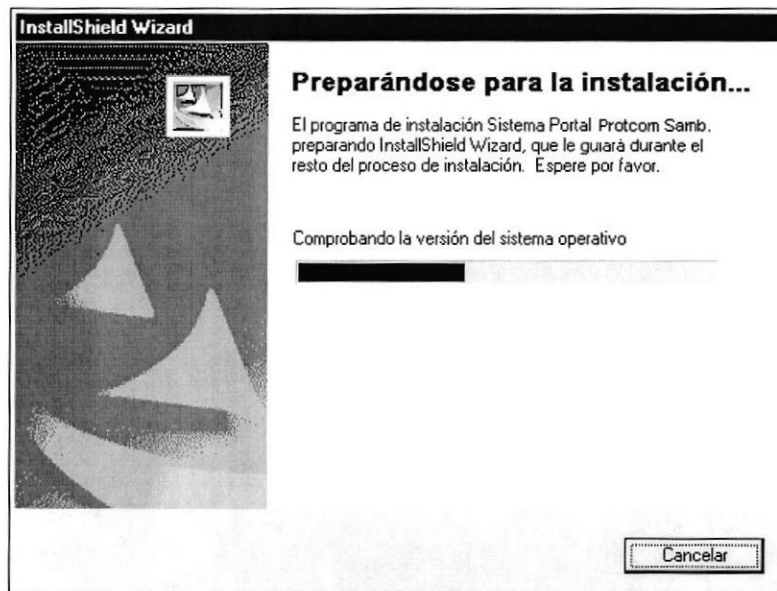 InstallShield Wizard
Preparándose para la instalación...
El programa de instalación Sistema Portal Protcom Samb.
preparando InstallShield Wizard, que le guiará durante el
resto del proceso de instalación. Espere por favor.
Comprobando la versión del sistema operativo
Cancelar